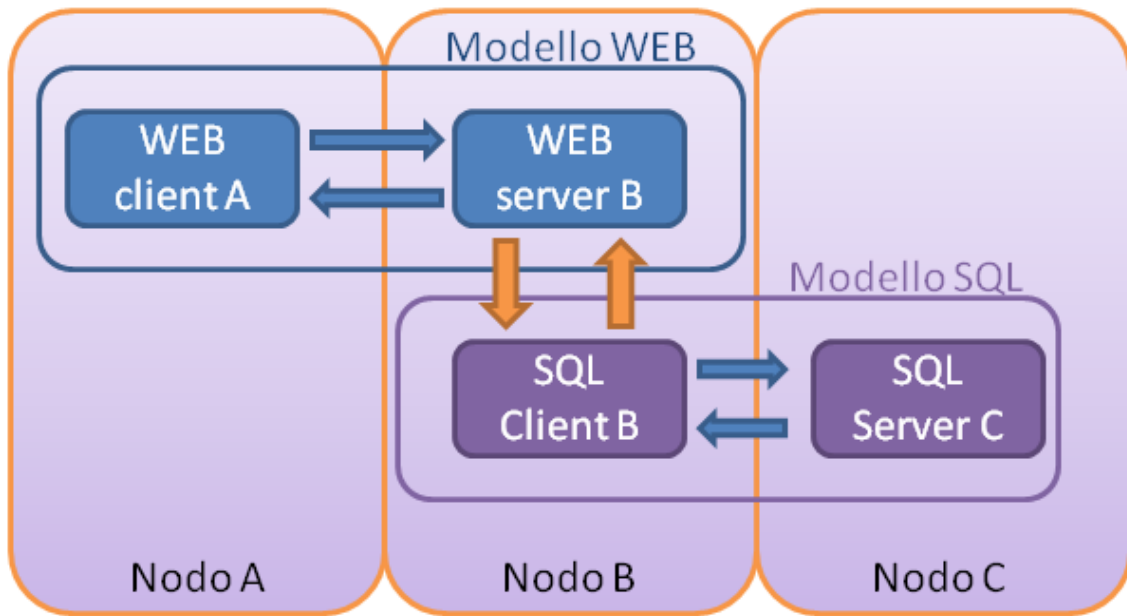 Modello WEB
WEB
client A
WEB
server B
Modello SQL
SQL
Client B
SQL
Server C
Nodo A
Nodo B
Nodo C